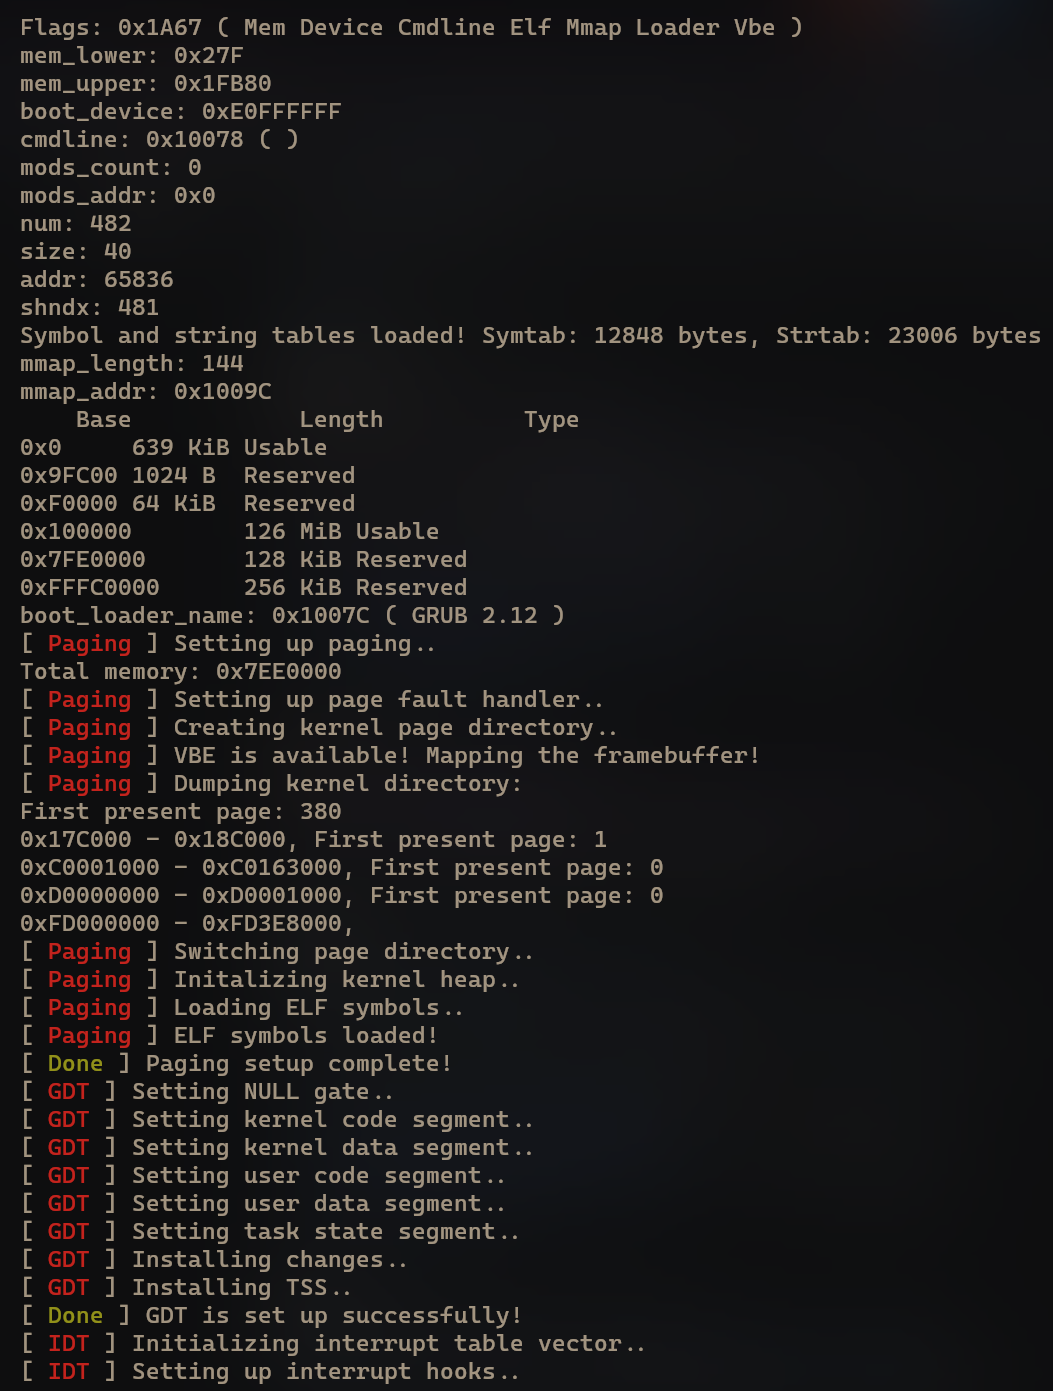 Flags: 0x1A67 ( Mem Device Cmdline Elf Mmap Loader Vbe )
mem_lower: 0x27F
mem_upper: 0x1FB80
boot_device: 0xE0FFFFFF
cmdline: 0x10078 ( )
mods_count: 0
mods_addr: 0x0
num: 482
size: 40
addr: 65836
shndx: 481
Symbol and string tables loaded! Symtab: 12848 bytes, Strtab: 23006 bytes
mmap_length: 144
mmap_addr: 0x1009C
    Base            Length          Type
0x0     639 KiB Usable
0x9FC00 1024 B  Reserved
0xF0000 64 KiB  Reserved
0x100000        126 MiB Usable
0x7FE0000       128 KiB Reserved
0xFFFC0000      256 KiB Reserved
boot_loader_name: 0x1007C ( GRUB 2.12 )
[ Paging ] Setting up paging..
Total memory: 0x7EE0000
[ Paging ] Setting up page fault handler..
[ Paging ] Creating kernel page directory..
[ Paging ] VBE is available! Mapping the framebuffer!
[ Paging ] Dumping kernel directory:
First present page: 380
0x17C000 - 0x18C000, First present page: 1
0xC0001000 - 0xC0163000, First present page: 0
0xD0000000 - 0xD0001000, First present page: 0
0xFD000000 - 0xFD3E8000,
[ Paging ] Switching page directory..
[ Paging ] Initalizing kernel heap..
[ Paging ] Loading ELF symbols..
[ Paging ] ELF symbols loaded!
[ Done ] Paging setup complete!
[ GDT ] Setting NULL gate..
[ GDT ] Setting kernel code segment..
[ GDT ] Setting kernel data segment..
[ GDT ] Setting user code segment..
[ GDT ] Setting user data segment..
[ GDT ] Setting task state segment..
[ GDT ] Installing changes..
[ GDT ] Installing TSS..
[ Done ] GDT is set up successfully!
[ IDT ] Initializing interrupt table vector..
[ IDT ] Setting up interrupt hooks..